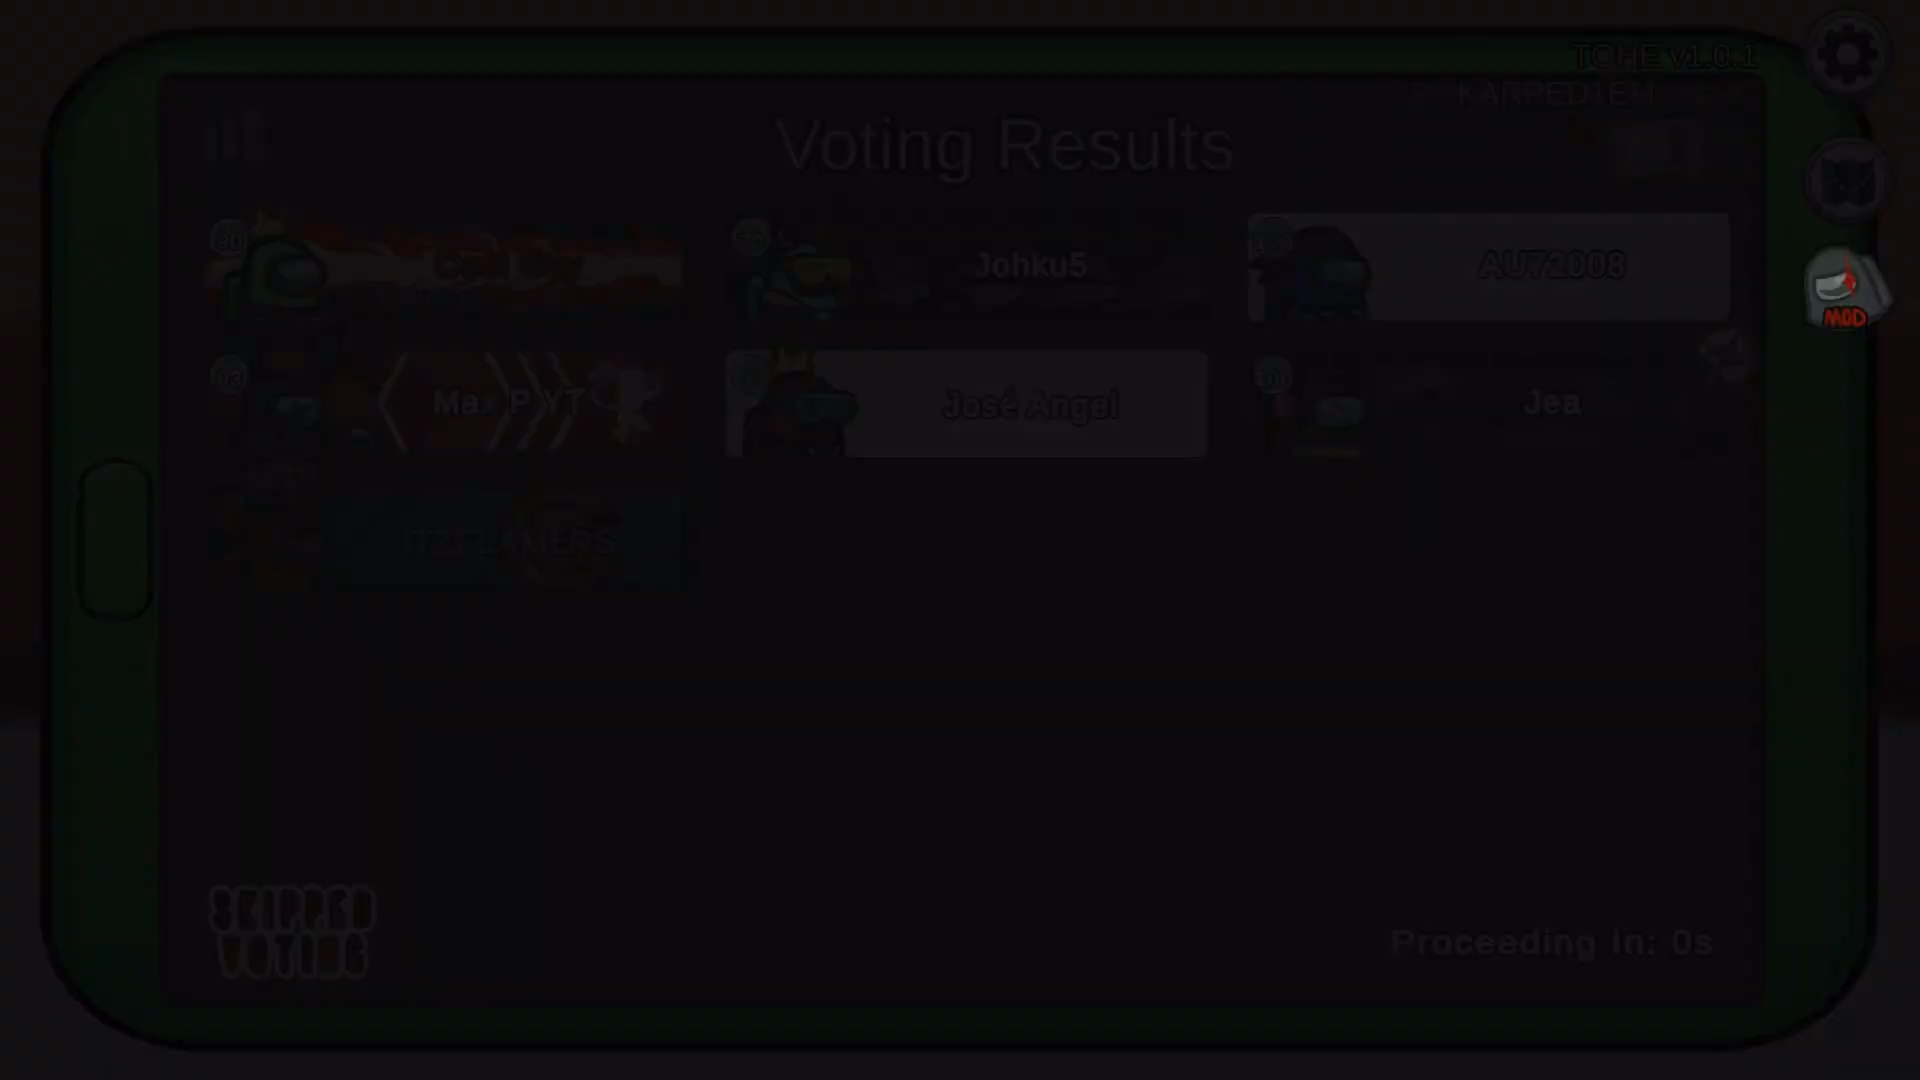 TOHE v1.0.1
KARPED1EM
Voting Results
Johku5
AU72008
Max P YT
José Angel
Jea
MOD
SKIPPED
VOTING
Proceeding In: 0s